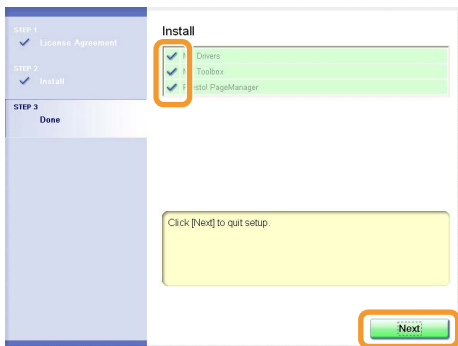 STEP 1
License Agreement
STEP 2
Install
STEP 3
Done
Install
Drivers
Toolbox
PageManager
Click [Next] to quit setup.
Next